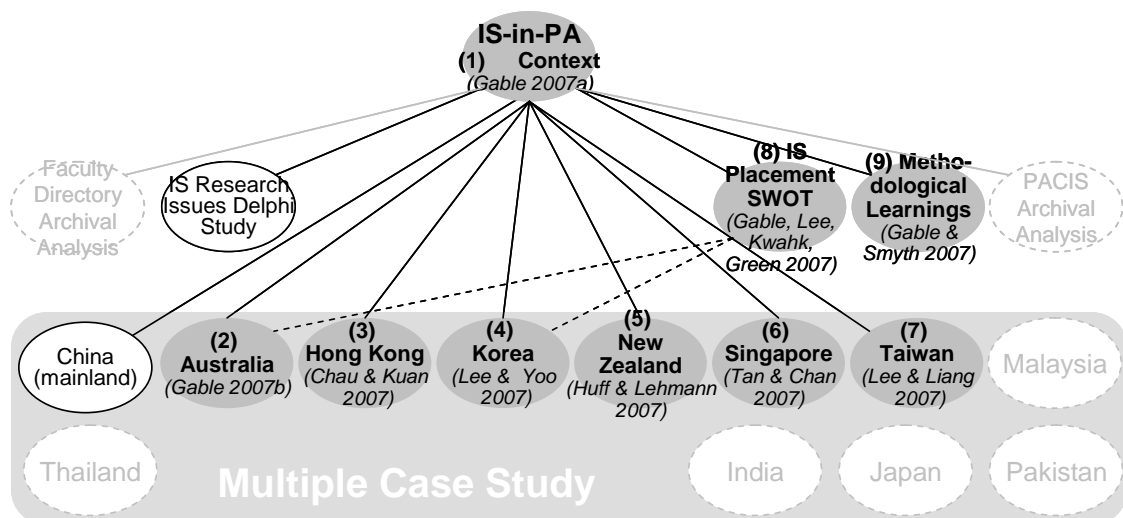 IS-in-PA
(1) Context
(Gable 2007a)
Faculty
Directory
Archival
Analysis
IS Research
Issues Delphi
Study
(8) IS
Placement
SWOT
(Gable, Lee,
Kwahk,
Green 2007)
(9) Metho-
dological
Learnings
(Gable &
Smyth 2007)
PACIS
Archival
Analysis
China
(mainland)
(2)
Australia
(Gable 2007b)
(3)
Hong Kong
(Chau & Kuan
2007)
(4)
Korea
(Lee & Yoo
2007)
(5)
New
Zealand
(Huff & Lehmann
2007)
(6)
Singapore
(Tan & Chan
2007)
(7)
Taiwan
(Lee & Liang
2007)
Malaysia
Thailand
Multiple Case Study
India
Japan
Pakistan